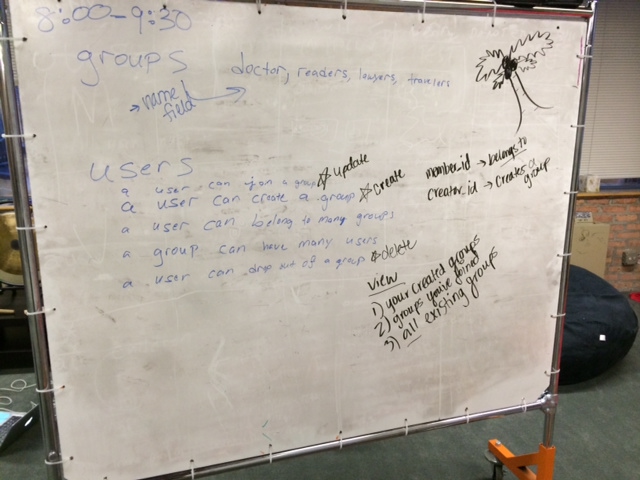 8:00-9:30
groups
doctor, readers, lawyers, travelers
→ name field
users
a user can join a group ☆ update
a user can create a group ☆ create
member_id → belongs to
creator_id → creates a group
a user can belong to many groups
a group can have many users
a user can drop out of a group ☆ delete
view
1) your created groups
2) groups you've joined
3) all existing groups